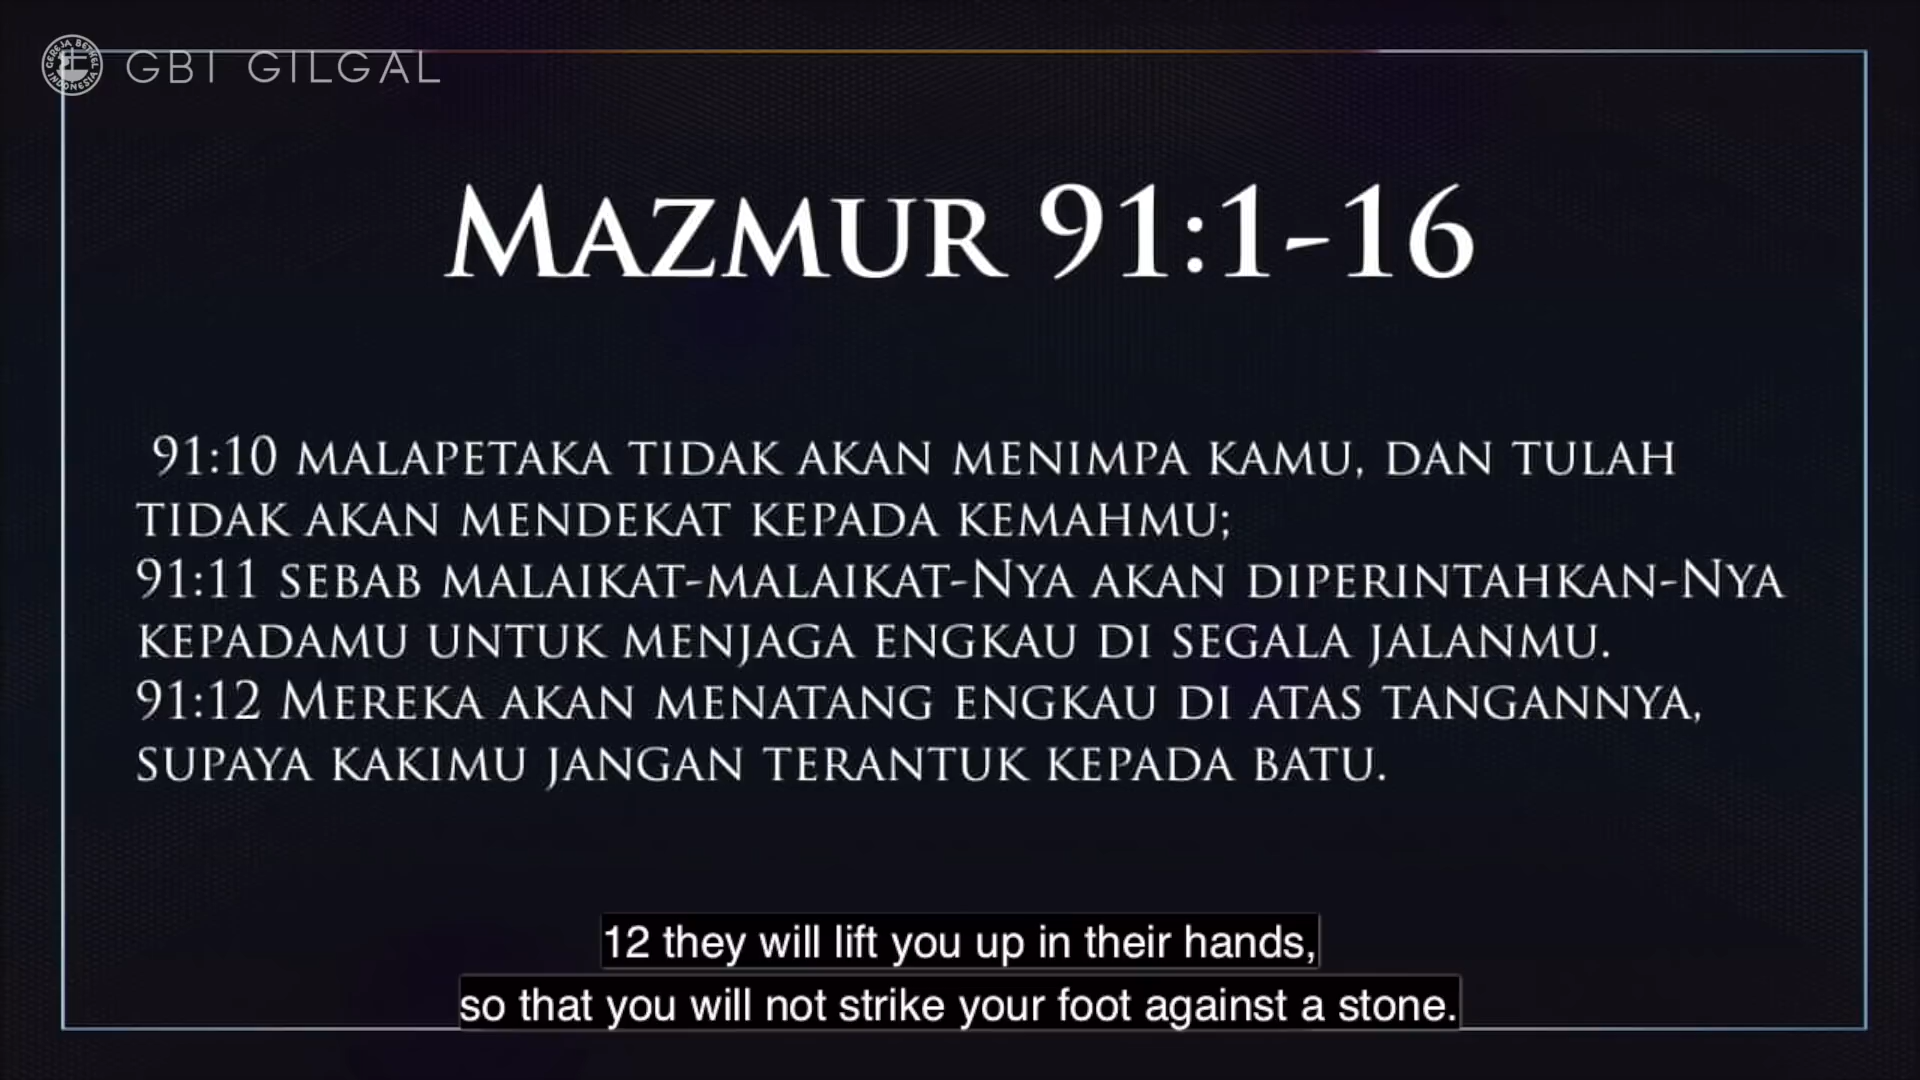 GEREJA BETHEL INDONESIA
GBI GILGAL
MAZMUR 91:1-16
91:10 MALAPETAKA TIDAK AKAN MENIMPA KAMU, DAN TULAH
TIDAK AKAN MENDEKAT KEPADA KEMAHMU;
91:11 SEBAB MALAIKAT-MALAIKAT-NYA AKAN DIPERINTAHKAN-NYA
KEPADAMU UNTUK MENJAGA ENGKAU DI SEGALA JALANMU.
91:12 MEREKA AKAN MENATANG ENGKAU DI ATAS TANGANNYA,
SUPAYA KAKIMU JANGAN TERANTUK KEPADA BATU.
12 they will lift you up in their hands,
so that you will not strike your foot against a stone.